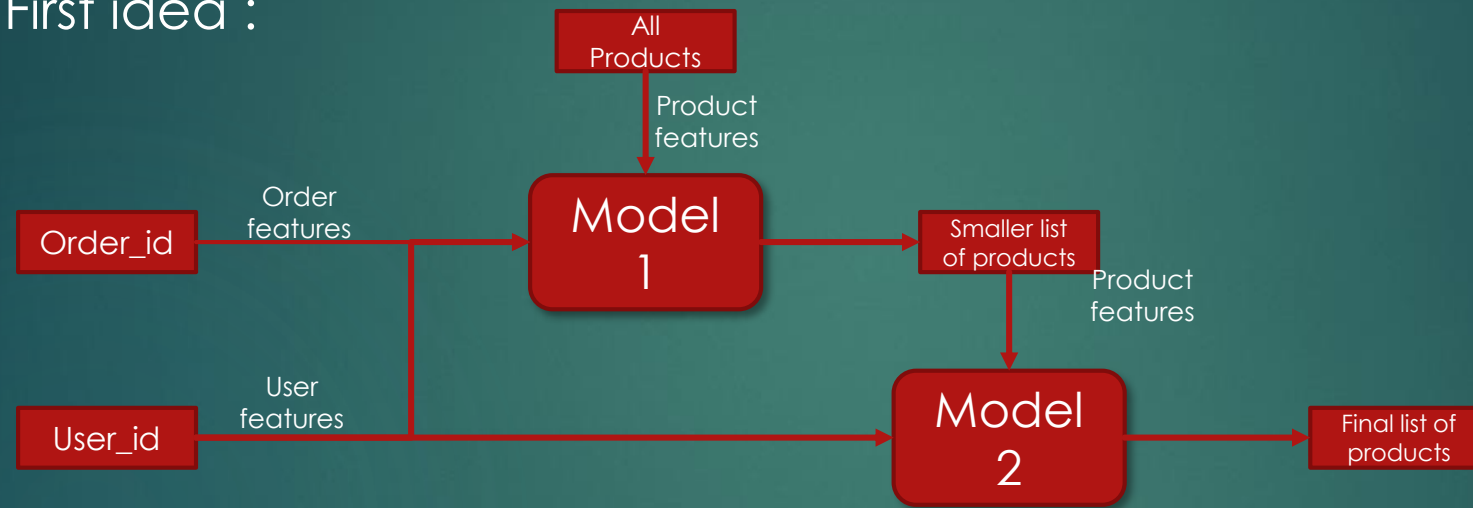 First idea :
All
Products
Product
features
Order
features
Order_id
Model
1
Smaller list
of products
Product
features
User
features
User_id
Model
2
Final list of
products